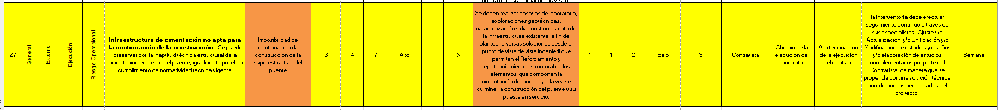 quiera tratar y acordar con INVIAS el
27
General
Externo
Ejecución
Riesgo Operacional
Infraestructura de cimentación no apta para
la continuación de la construcción : Se puede
presentar por la inaptitud técnica estructural de la
cimentación existente del puente, igualmente por el no
cumplimiento de normatividad técnica vigente.
Imposibilidad de
continuar con la
construcción de la
superestructura del
puente
3
4
7
Alto
X
Se deben realizar ensayos de laboratorio,
exploraciones geotécnicas,
caracterización y diagnostico estricto de
la infraestructura existente, a fin de
plantear diversas soluciones desde el
punto de vista de vista ingenieril que
permitan el Reforzamiento y
repotenciamiento estructural de los
elementos que componen la
cimentación del puente y a la vez se
culmine la construcción del puente y su
puesta en servicio.
1
1
2
Bajo
SI
Contratista
Al inicio de la
ejecución del
contrato
A la terminación
de la ejecución
del contrato
la Interventoría debe efectuar
seguimiento contínuo a través de
sus Especialistas, Ajuste y/o
Actualizacion y/o Unificación y/o
Modificación de estudios y diseños
y/o elaboración de estudios
complementarios por parte del
Contratista, de manera que se
propenda por una solución técnica
acorde con las necesidades del
proyecto.
Semanal.